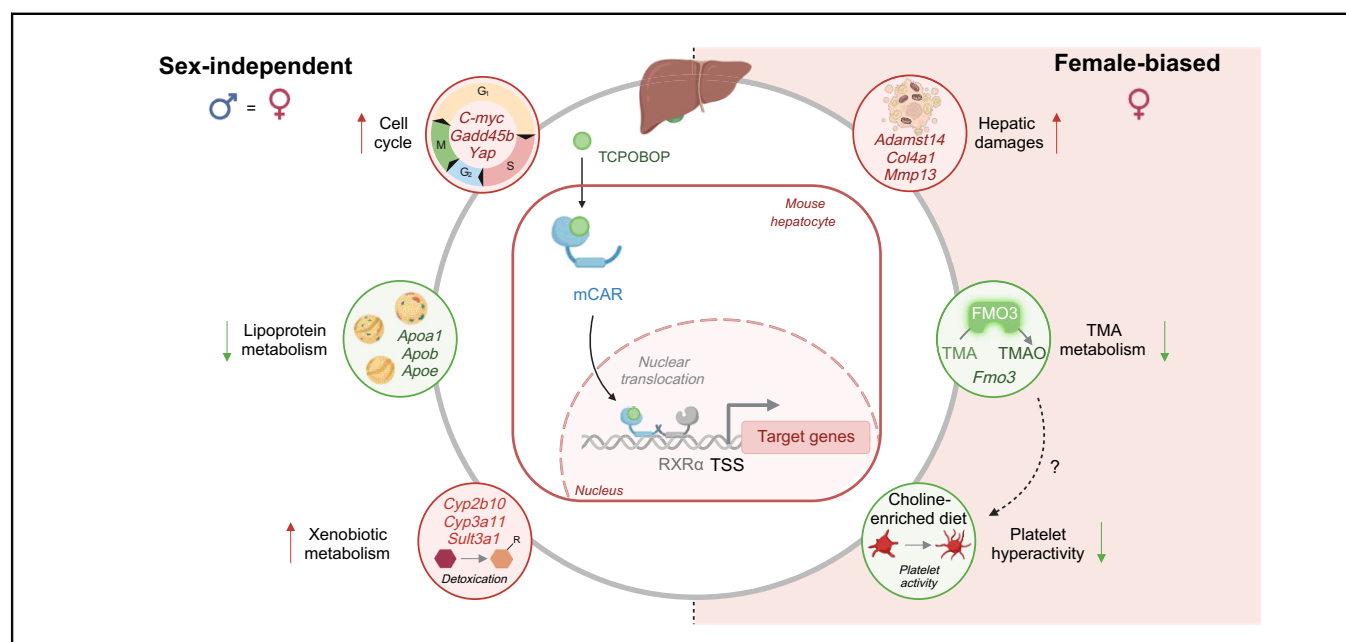 Sex-independent
♂ = ♀
Female-biased
♀
↑ Cell
cycle
G₁
M
G₂
S
C-myc
Gadd45b
Yap
TCPOBOP
Adamst14
Col4a1
Mmp13
Hepatic
damages ↑
Mouse
hepatocyte
mCAR
↓ Lipoprotein
metabolism
Apoa1
Apob
Apoe
Nuclear
translocation
Target genes
RXRα TSS
Nucleus
FMO3
TMA TMAO
Fmo3
TMA
metabolism ↓
?
↑ Xenobiotic
metabolism
Cyp2b10
Cyp3a11
Sult3a1
R
Detoxication
Choline-
enriched diet
Platelet
activity
Platelet
hyperactivity ↓